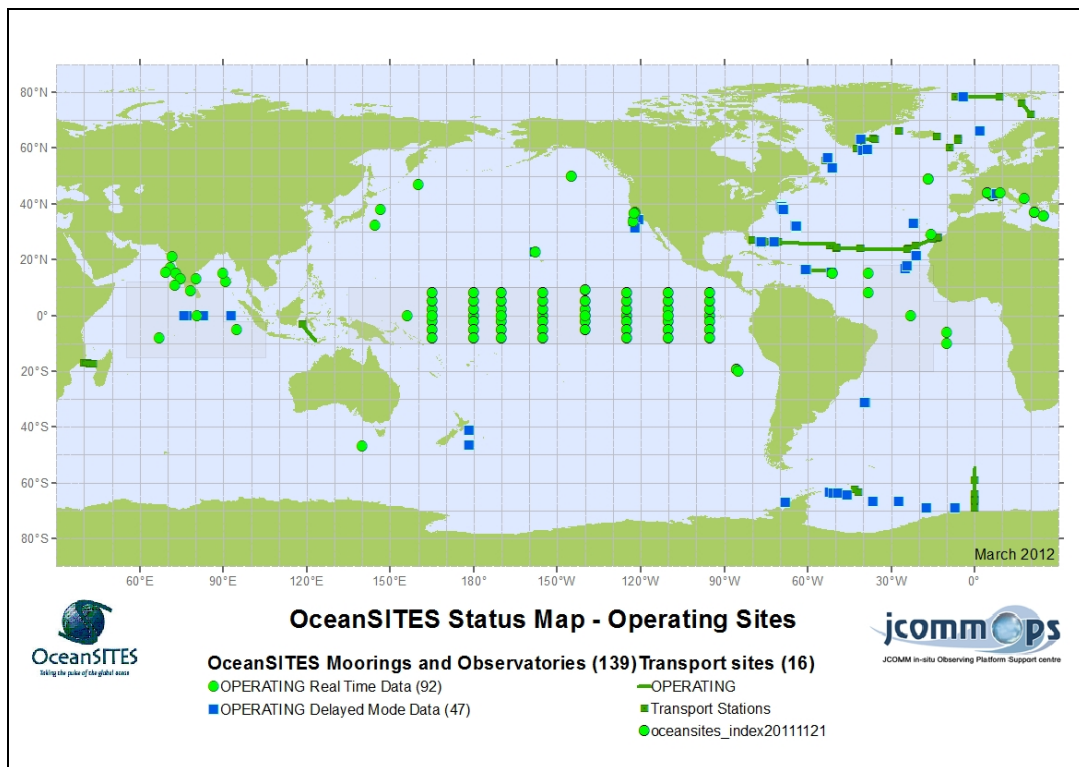 80°N
60°N
40°N
20°N
0°
20°S
40°S
60°S
80°S
March 2012
60°E 90°E 120°E 150°E 180° 150°W 120°W 90°W 60°W 30°W 0°
OceanSITES Status Map - Operating Sites
OceanSITES
Taking the pulse of the global ocean
jcommops
JCOMM in-situ Observing Platform Support centre
OceanSITES Moorings and Observatories (139) Transport sites (16)
OPERATING Real Time Data (92) OPERATING
OPERATING Delayed Mode Data (47) Transport Stations
oceansites_index20111121